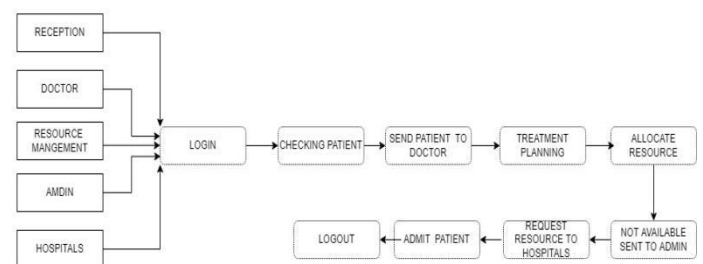 RECEPTION
DOCTOR
RESOURCE
MANGEMENT
AMDIN
HOSPITALS
LOGIN
CHECKING PATIENT
SEND PATIENT TO
DOCTOR
TREATMENT
PLANNING
ALLOCATE
RESOURCE
NOT AVAILABLE
SENT TO ADMIN
REQUEST
RESOURCE TO
HOSPITALS
ADMIT PATIENT
LOGOUT